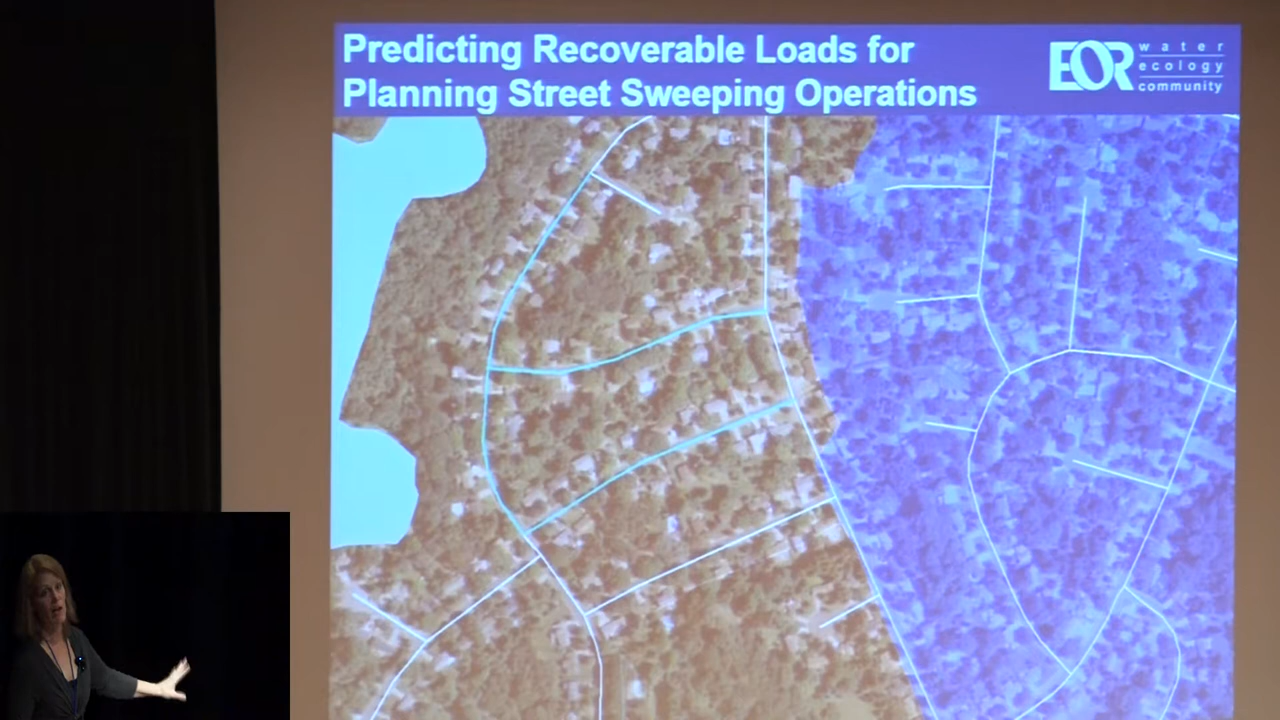 Predicting Recoverable Loads for
Planning Street Sweeping Operations
EOR
water
ecology
community